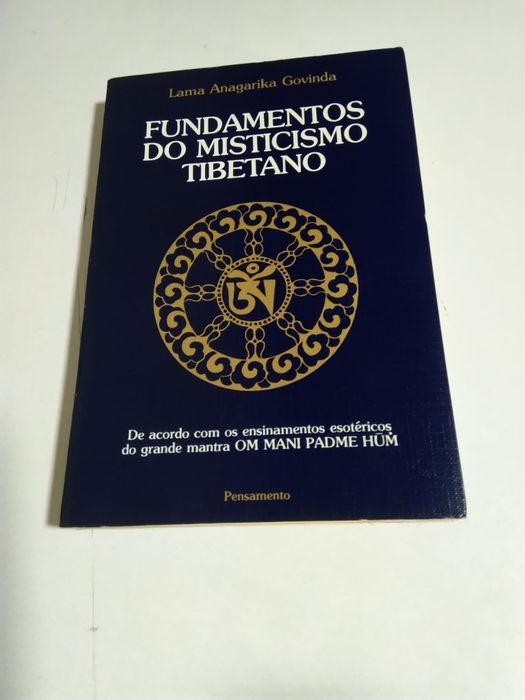 Lama Anagarika Govinda
FUNDAMENTOS
DO MISTICISMO
TIBETANO
ༀ
De acordo com os ensinamentos esotéricos
do grande mantra OM MANI PADME HŪṀ
Pensamento